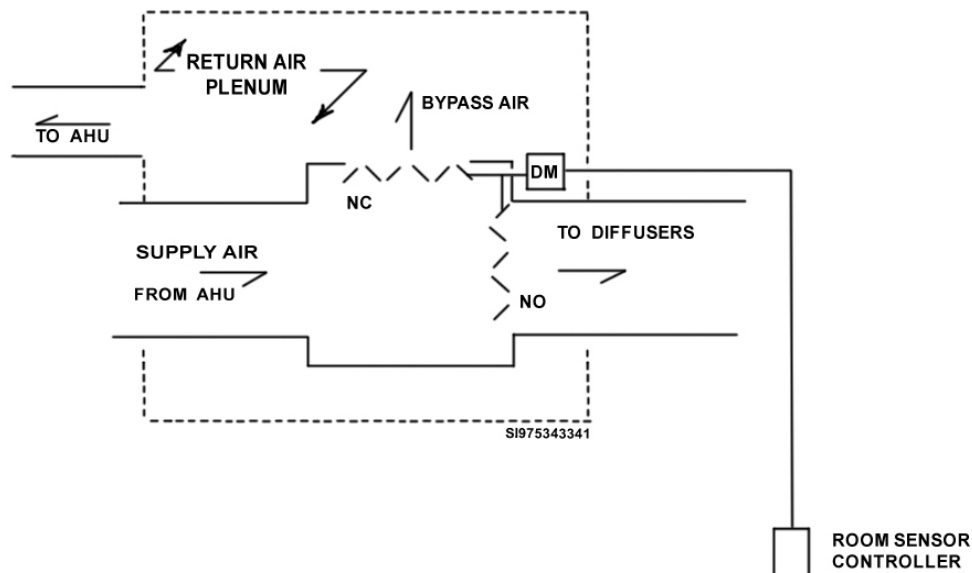 RETURN AIR
PLENUM
BYPASS AIR
TO AHU
DM
NC
SUPPLY AIR
TO DIFFUSERS
FROM AHU
NO
SI975343341
ROOM SENSOR
CONTROLLER